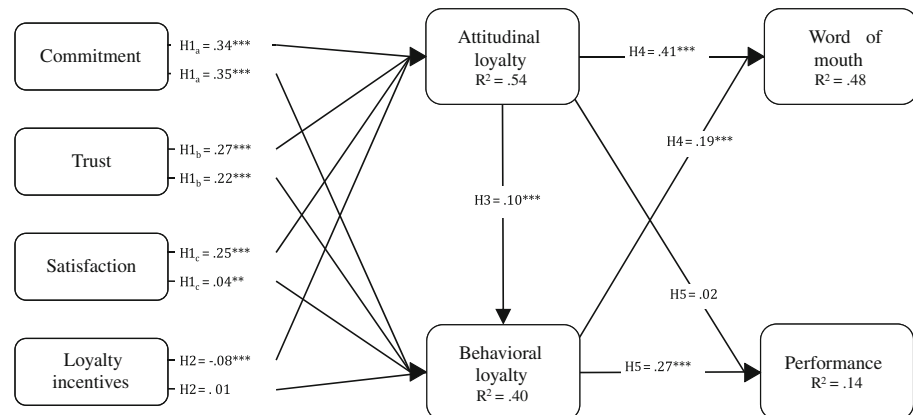 Commitment
H1a = .34***
H1a = .35***
Trust
H1b = .27***
H1b = .22***
Satisfaction
H1c = .25***
H1c = .04**
Loyalty
incentives
H2 = -.08***
H2 = . 01
Attitudinal
loyalty
R² = .54
H3 = .10***
Behavioral
loyalty
R² = .40
H4 = .41***
H4 = .19***
H5 = .02
H5 = .27***
Word of
mouth
R² = .48
Performance
R² = .14